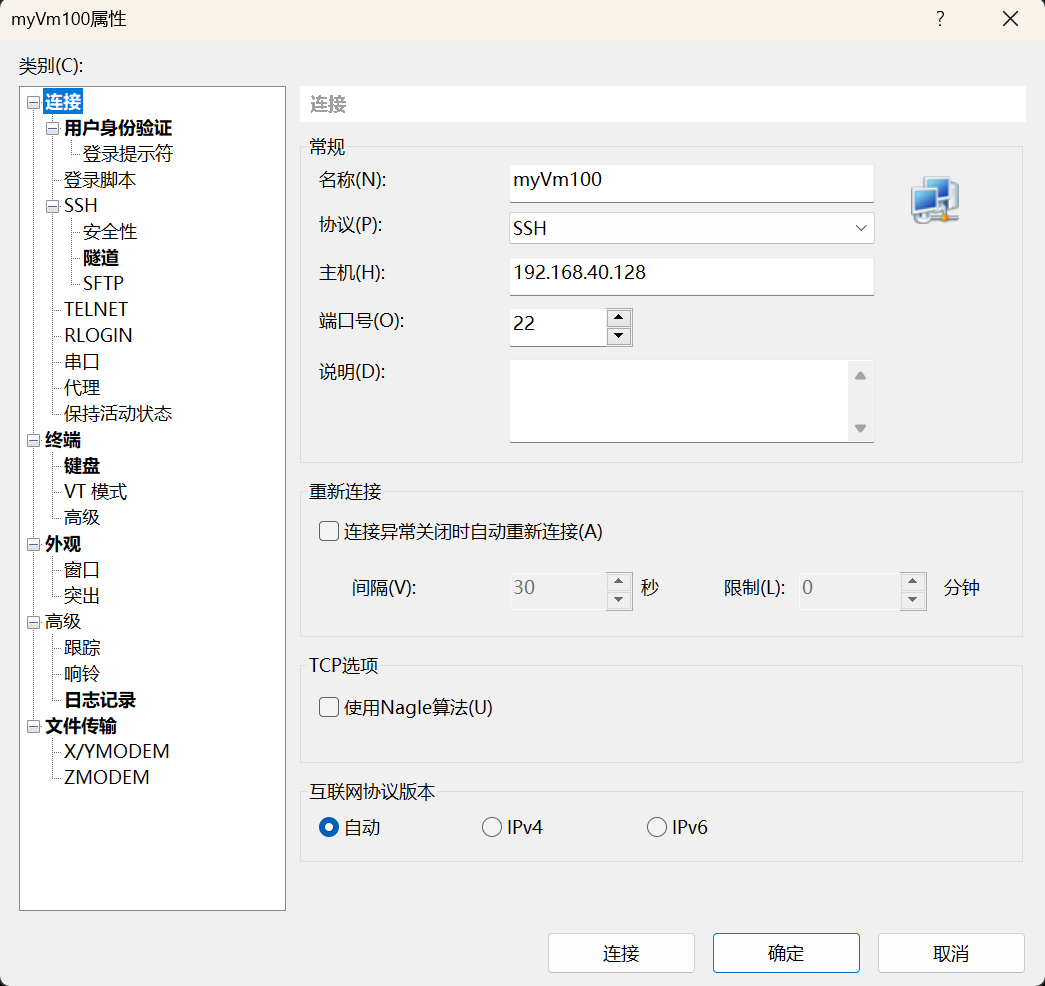 myVm100属性
?
类别(C):
连接
用户身份验证
登录提示符
登录脚本
SSH
安全性
隧道
SFTP
TELNET
RLOGIN
串口
代理
保持活动状态
终端
键盘
VT 模式
高级
外观
窗口
突出
高级
跟踪
响铃
日志记录
文件传输
X/YMODEM
ZMODEM
连接
常规
名称(N): myVm100
协议(P): SSH
主机(H): 192.168.40.128
端口号(O): 22
说明(D):
重新连接
连接异常关闭时自动重新连接(A)
间隔(V): 30 秒 限制(L): 0 分钟
TCP选项
使用Nagle算法(U)
互联网协议版本
自动 IPv4 IPv6
连接 确定 取消